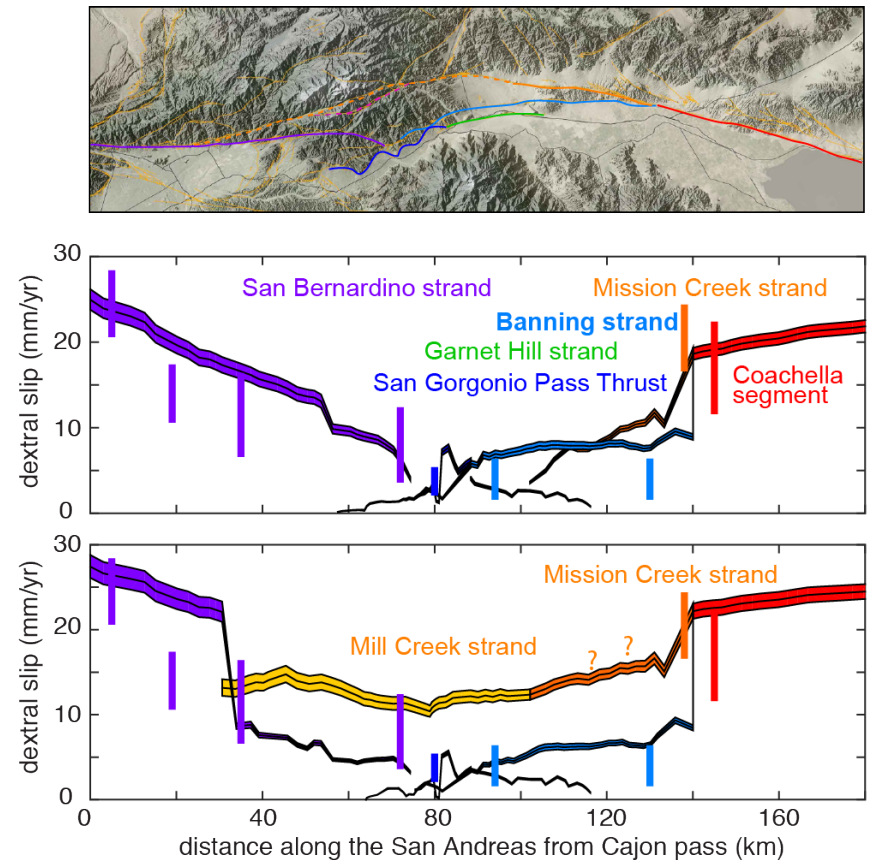 30
20
10
0
dextral slip (mm/yr)
San Bernardino strand
Mission Creek strand
Banning strand
Garnet Hill strand
San Gorgonio Pass Thrust
Coachella
segment
30
20
10
0
dextral slip (mm/yr)
Mission Creek strand
Mill Creek strand
? ?
0 40 80 120 160
distance along the San Andreas from Cajon pass (km)